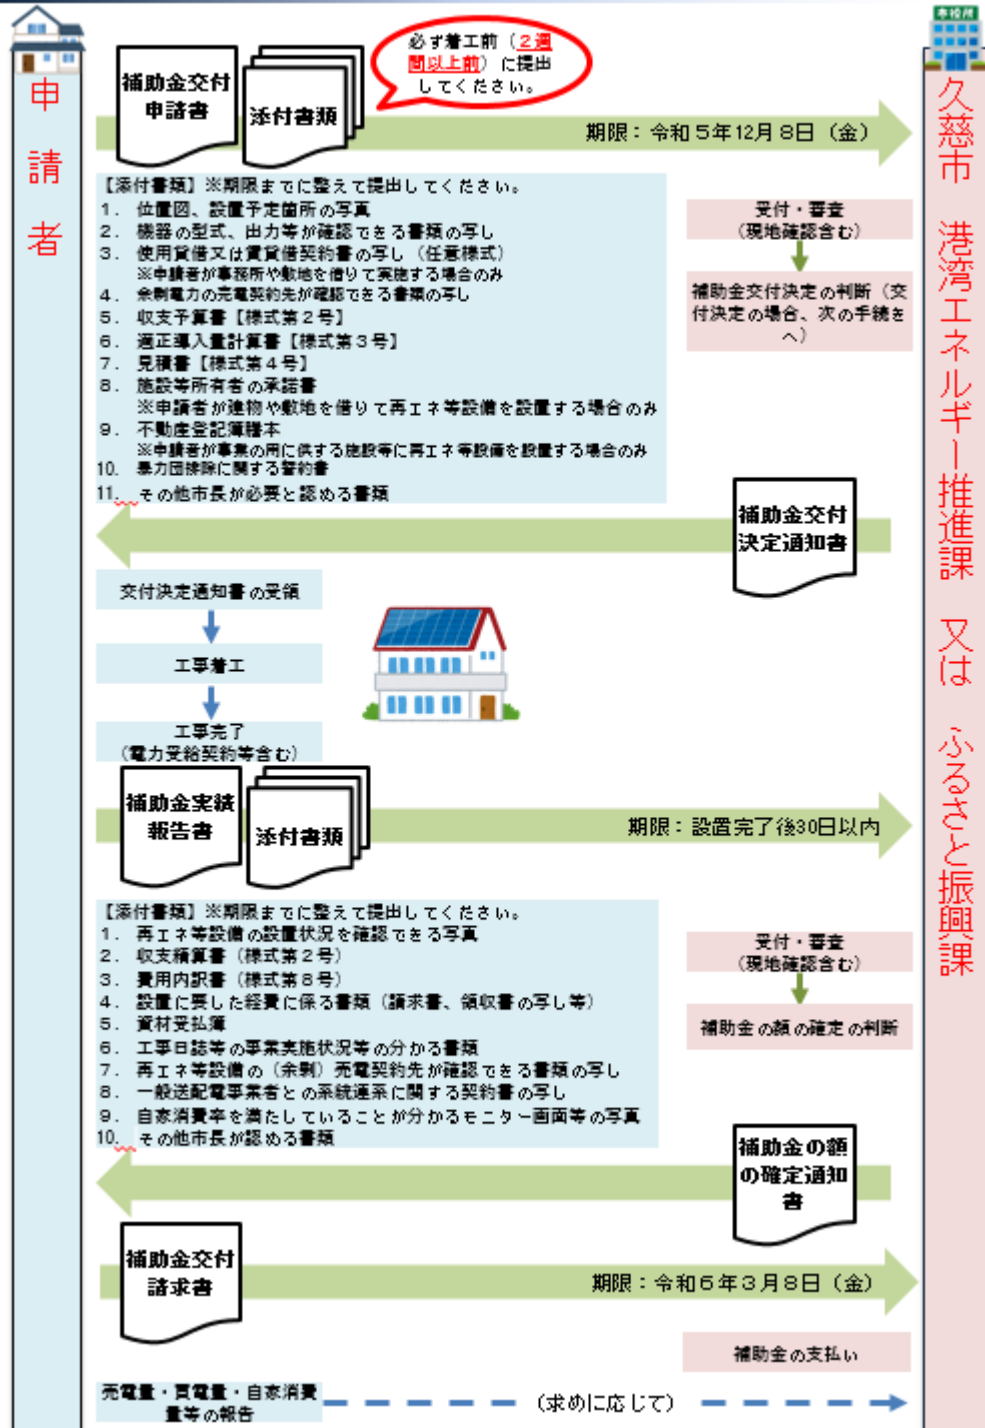 市役所
申請者
久慈市 港湾エネルギー推進課 又は ふるさと振興課
必ず着工前（２週
間以上前）に提出
してください。
補助金交付
申請書
添付書類
期限：令和５年12月８日（金）
【添付書類】※期限までに整えて提出してください。
１． 位置図、設置予定箇所の写真
２． 機器の型式、出力等が確認できる書類の写し
３． 使用貸借又は賃貸借契約書の写し（任意様式）
※申請者が事務所や敷地を借りて実施する場合のみ
４． 余剰電力の売電契約先が確認できる書類の写し
５． 収支予算書【様式第２号】
６． 適正導入量計算書【様式第３号】
７． 見積書【様式第４号】
８． 施設等所有者の承諾書
※申請者が建物や敷地を借りて再エネ等設備を設置する場合のみ
９． 不動産登記簿謄本
※申請者が事業の用に供する施設等に再エネ等設備を設置する場合のみ
10． 暴力団排除に関する誓約書
11． その他市長が必要と認める書類
受付・審査
（現地確認含む）
補助金交付決定の判断（交
付決定の場合、次の手続き
へ）
補助金交付
決定通知書
交付決定通知書の受領
工事着工
工事完了
（電力受給契約等含む）
補助金実績
報告書
添付書類
期限：設置完了後30日以内
【添付書類】※期限までに整えて提出してください。
１． 再エネ等設備の設置状況を確認できる写真
２． 収支精算書（様式第２号）
３． 費用内訳書（様式第８号）
４． 設置に要した経費に係る書類（請求書、領収書の写し等）
５． 資材受払簿
６． 工事日誌等の事業実施状況等の分かる書類
７． 再エネ等設備の（余剰）売電契約先が確認できる書類の写し
８． 一般送配電事業者との系統連系に関する契約書の写し
９． 自家消費率を満たしていることが分かるモニター画面等の写真
10． その他市長が認める書類
受付・審査
（現地確認含む）
補助金の額の確定の判断
補助金の額
の確定通知
書
補助金交付
請求書
期限：令和６年３月８日（金）
補助金の支払い
売電量・買電量・自家消費
量等の報告
（求めに応じて）